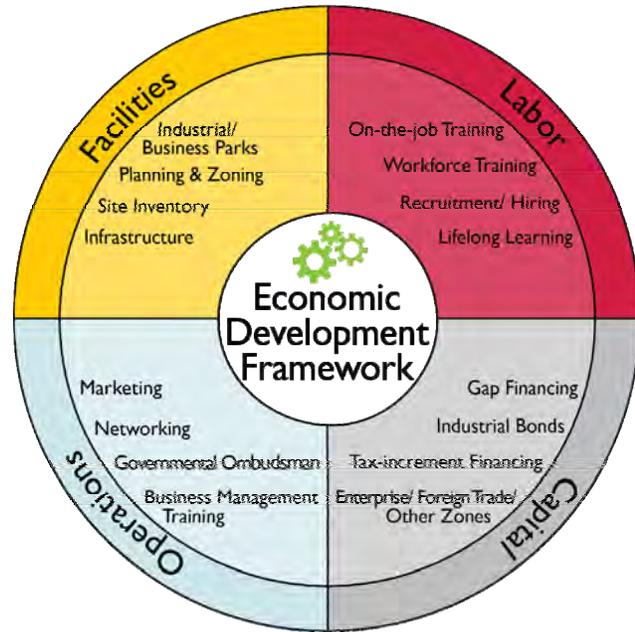 Facilities
Industrial/
Business Parks
Planning & Zoning
Site Inventory
Infrastructure
Labor
On-the-job Training
Workforce Training
Recruitment/ Hiring
Lifelong Learning
Economic
Development
Framework
Marketing
Networking
Governmental Ombudsman
Business Management
Training
Operations
Gap Financing
Industrial Bonds
Tax-increment Financing
Enterprise/ Foreign Trade/
Other Zones
Capital